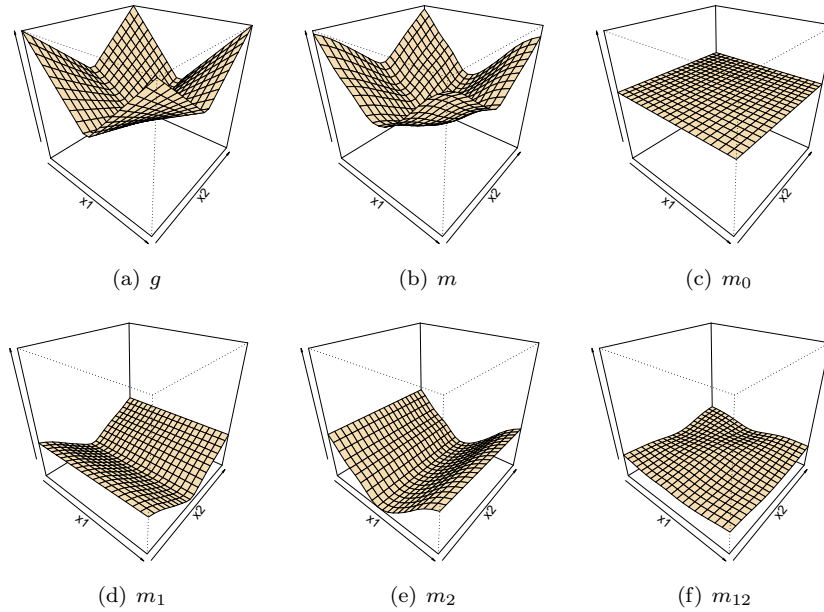 x1
x2
x1
x2
x1
x2
(a) g
(b) m
(c) m₀
x1
x2
x1
x2
x1
x2
(d) m₁
(e) m₂
(f) m₁₂